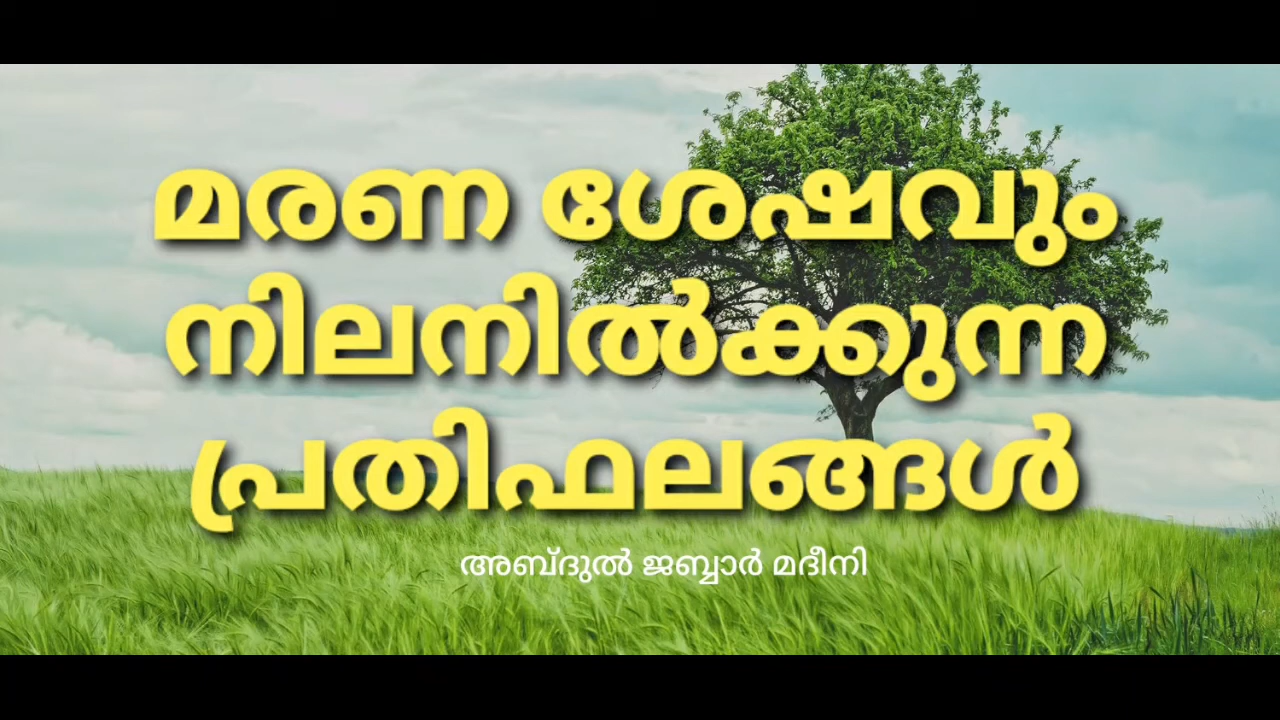 മരണ ശേഷവും
നിലനിൽക്കുന്ന
പ്രതിഫലങ്ങൾ
അബ്ദുൽ ജബ്ബാർ മദീനി